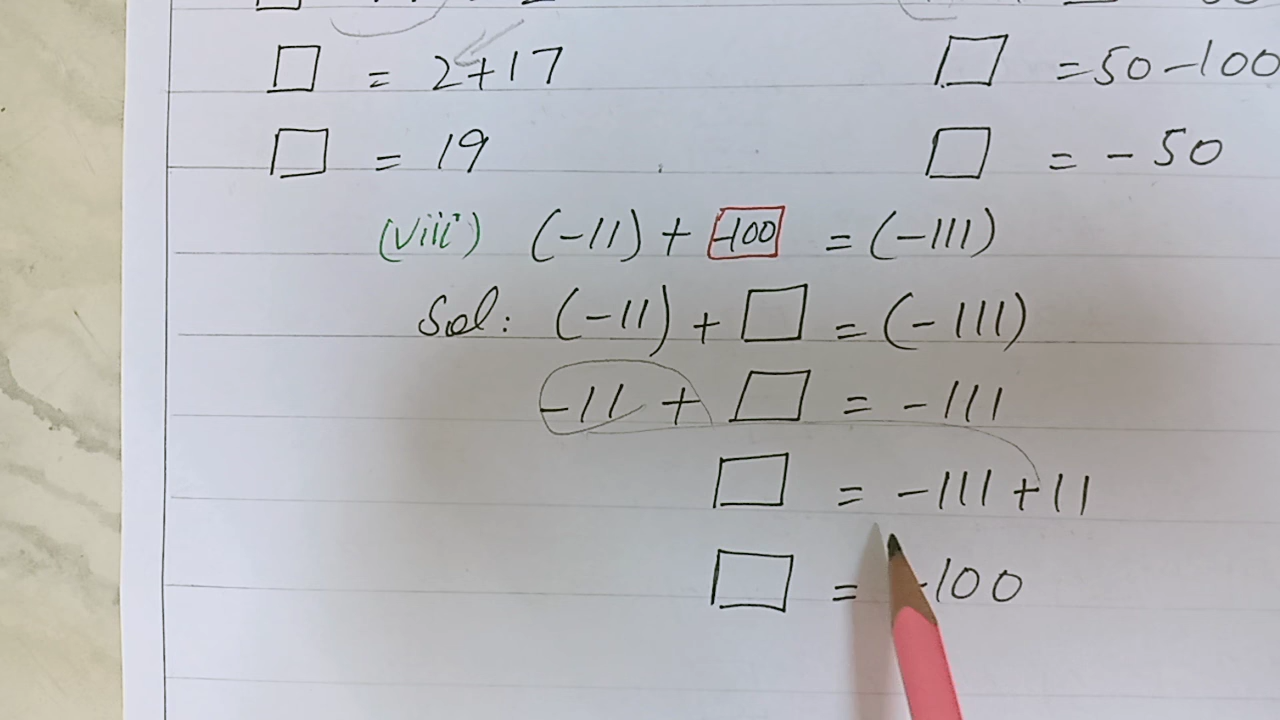 □ = 2+17
□ = 50-100
□ = 19
□ = -50
(viii) (-11) + -100 = (-111)
Sol: (-11) + □ = (-111)
-11 + □ = -111
□ = -111+11
□ = -100